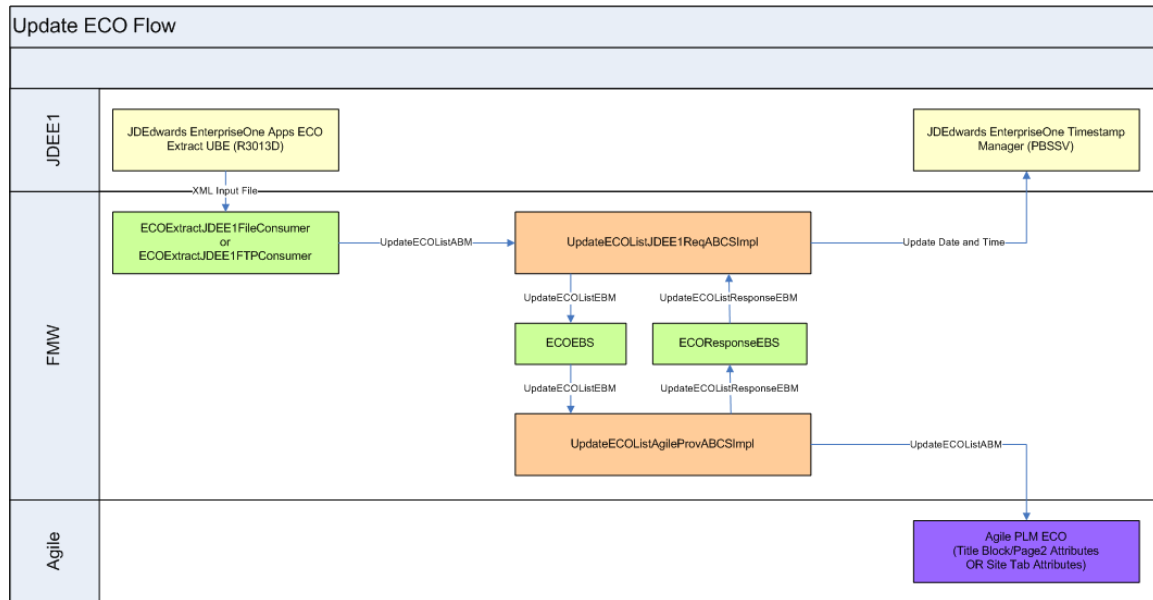 Update ECO Flow
JDEE1
JDEdwards EnterpriseOne Apps ECO
Extract UBE (R3013D)
JDEdwards EnterpriseOne Timestamp
Manager (PBSSV)
XML Input File
FMW
ECOExtractJDEE1FileConsumer
or
ECOExtractJDEE1FTPConsumer
UpdateECOListABM
UpdateECOListJDEE1ReqABCSImpl
Update Date and Time
UpdateECOListEBM
UpdateECOListResponseEBM
ECOEBS
ECOResponseEBS
UpdateECOListEBM
UpdateECOListResponseEBM
UpdateECOListAgileProvABCSImpl
UpdateECOListABM
Agile
Agile PLM ECO
(Title Block/Page2 Attributes
OR Site Tab Attributes)